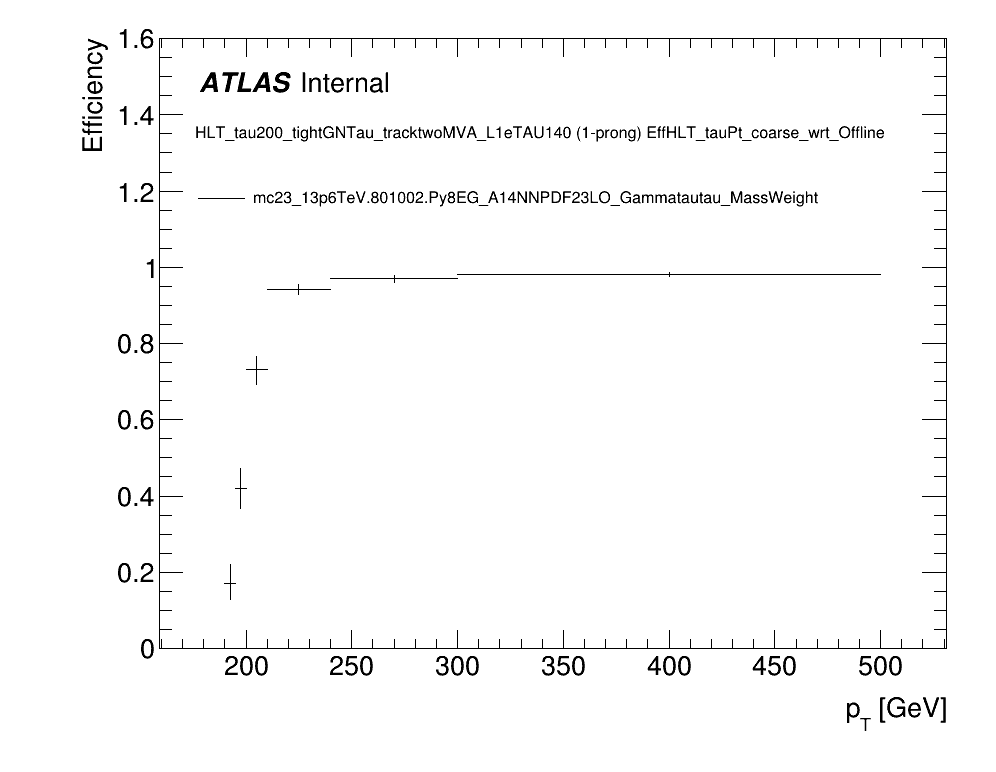 ATLAS Internal
HLT_tau200_tightGNTau_tracktwoMVA_L1eTAU140 (1-prong) EffHLT_tauPt_coarse_wrt_Offline
mc23_13p6TeV.801002.Py8EG_A14NNPDF23LO_Gammatautau_MassWeight
Efficiency
1.6
1.4
1.2
1
0.8
0.6
0.4
0.2
0
200 250 300 350 400 450 500
pT [GeV]